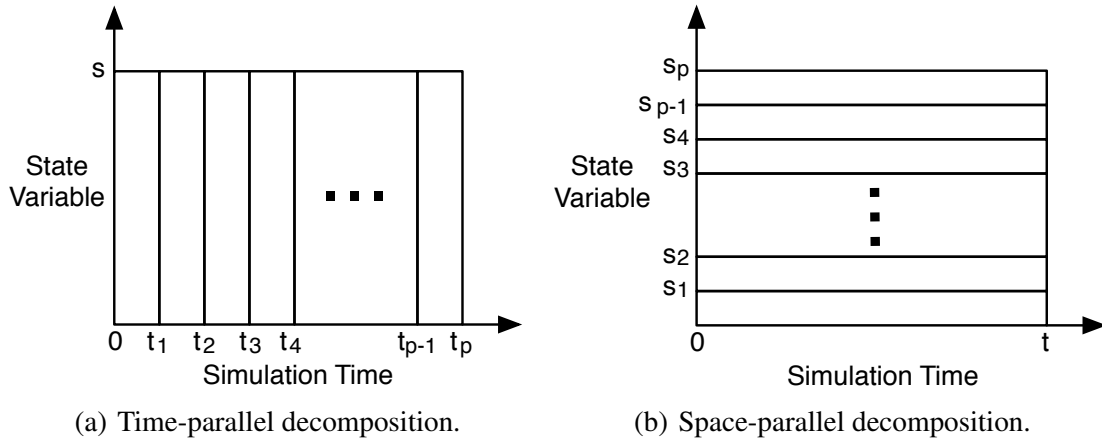 s
State
Variable
0 t1 t2 t3 t4 tp-1 tp
Simulation Time
(a) Time-parallel decomposition.
sp
sp-1
s4
s3
State
Variable
s2
s1
0 t
Simulation Time
(b) Space-parallel decomposition.